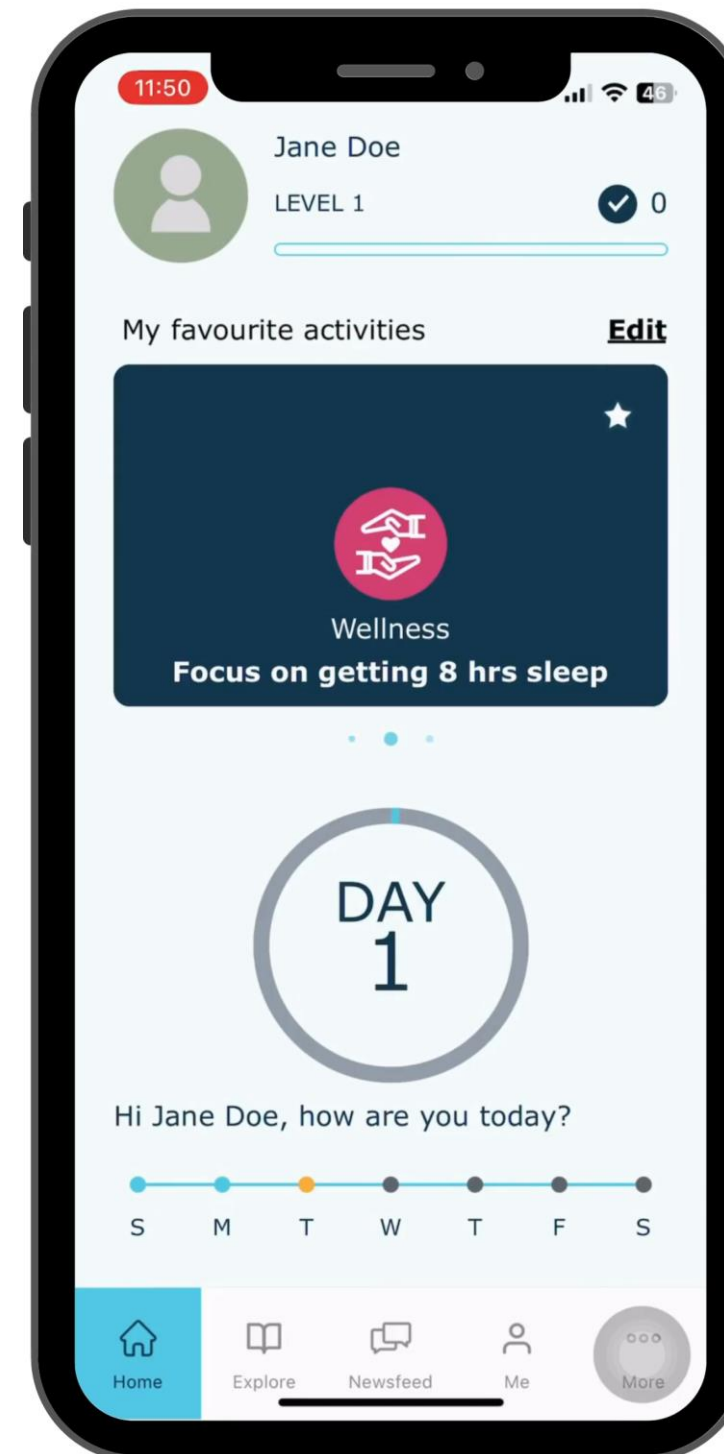 11:50 46
Jane Doe
LEVEL 1 0
My favourite activities Edit
Wellness
Focus on getting 8 hrs sleep
DAY
1
Hi Jane Doe, how are you today?
S M T W T F S
Home Explore Newsfeed Me More